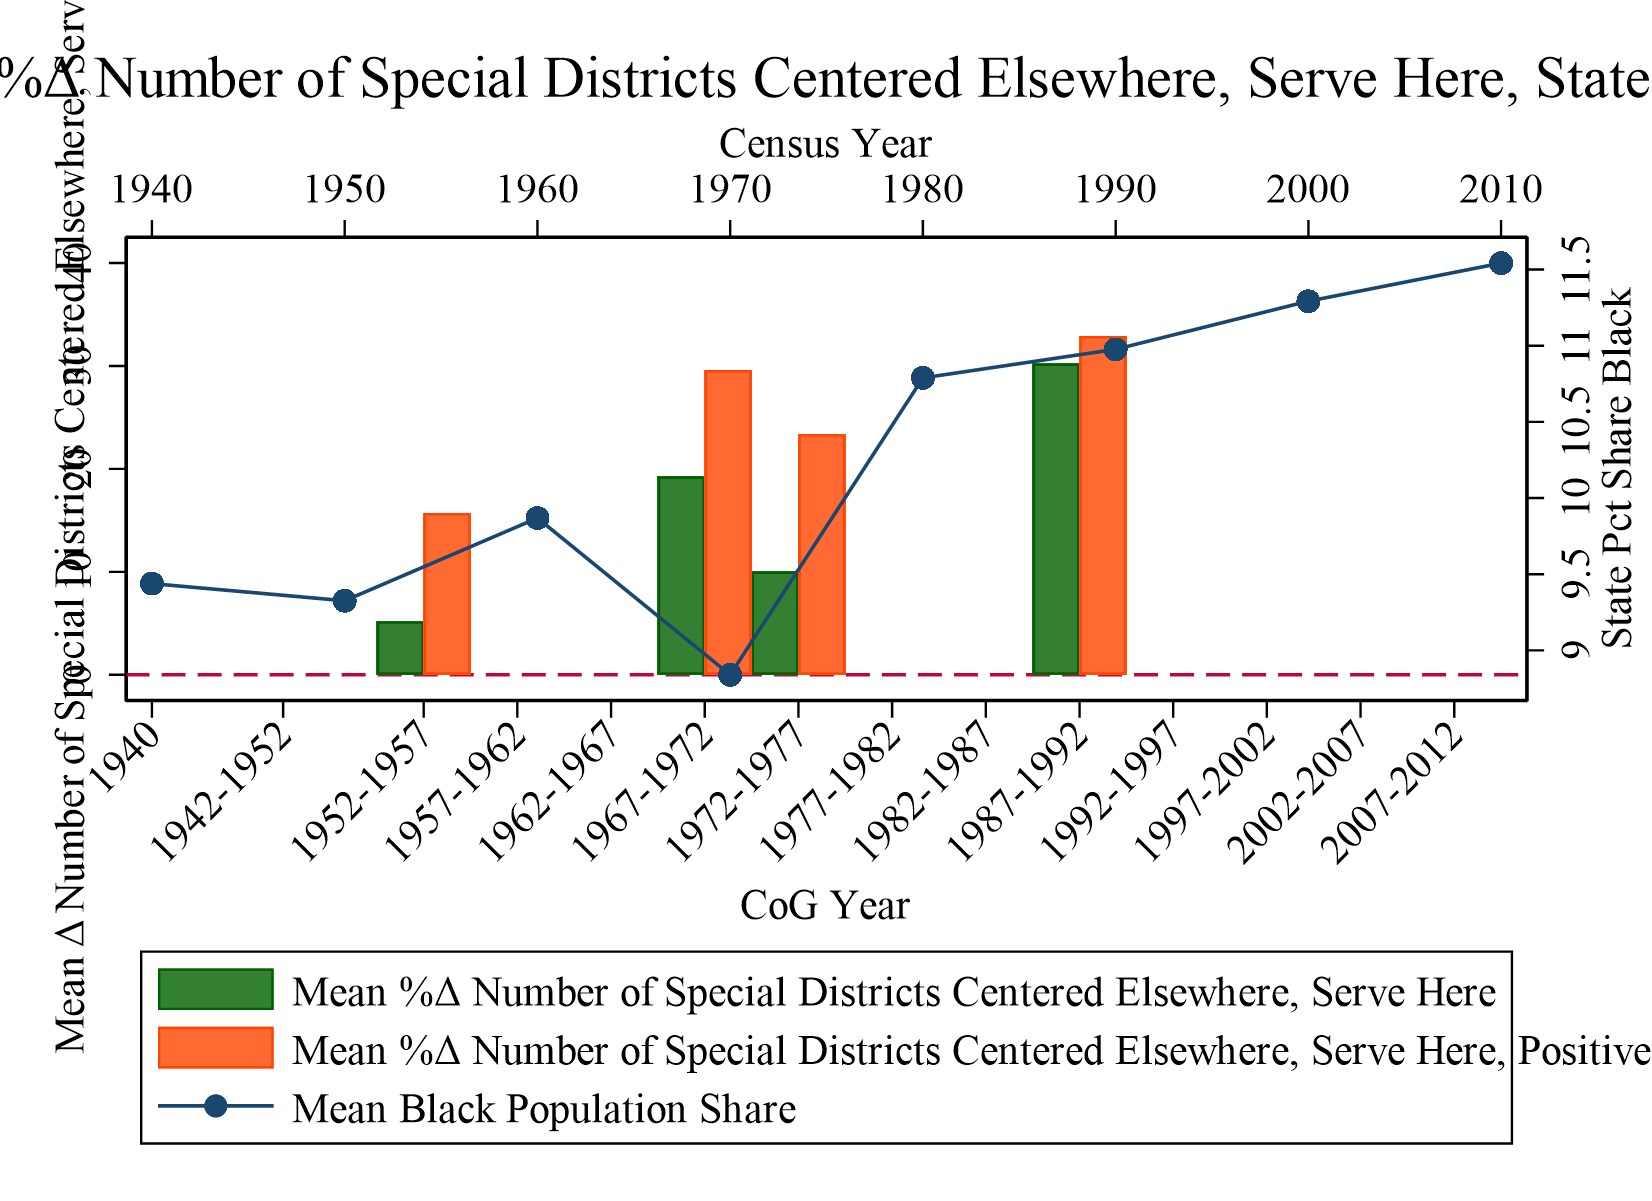 %Δ Number of Special Districts Centered Elsewhere, Serve Here, State
Census Year
1940 1950 1960 1970 1980 1990 2000 2010
Mean Δ Number of Special Districts Centered Elsewhere, Serv
0 10 20 30 40
9 9.5 10 10.5 11 11.5
State Pct Share Black
1940 1942-1952 1952-1957 1957-1962 1962-1967 1967-1972 1972-1977 1977-1982 1982-1987 1987-1992 1992-1997 1997-2002 2002-2007 2007-2012
CoG Year
Mean %Δ Number of Special Districts Centered Elsewhere, Serve Here
Mean %Δ Number of Special Districts Centered Elsewhere, Serve Here, Positive
Mean Black Population Share